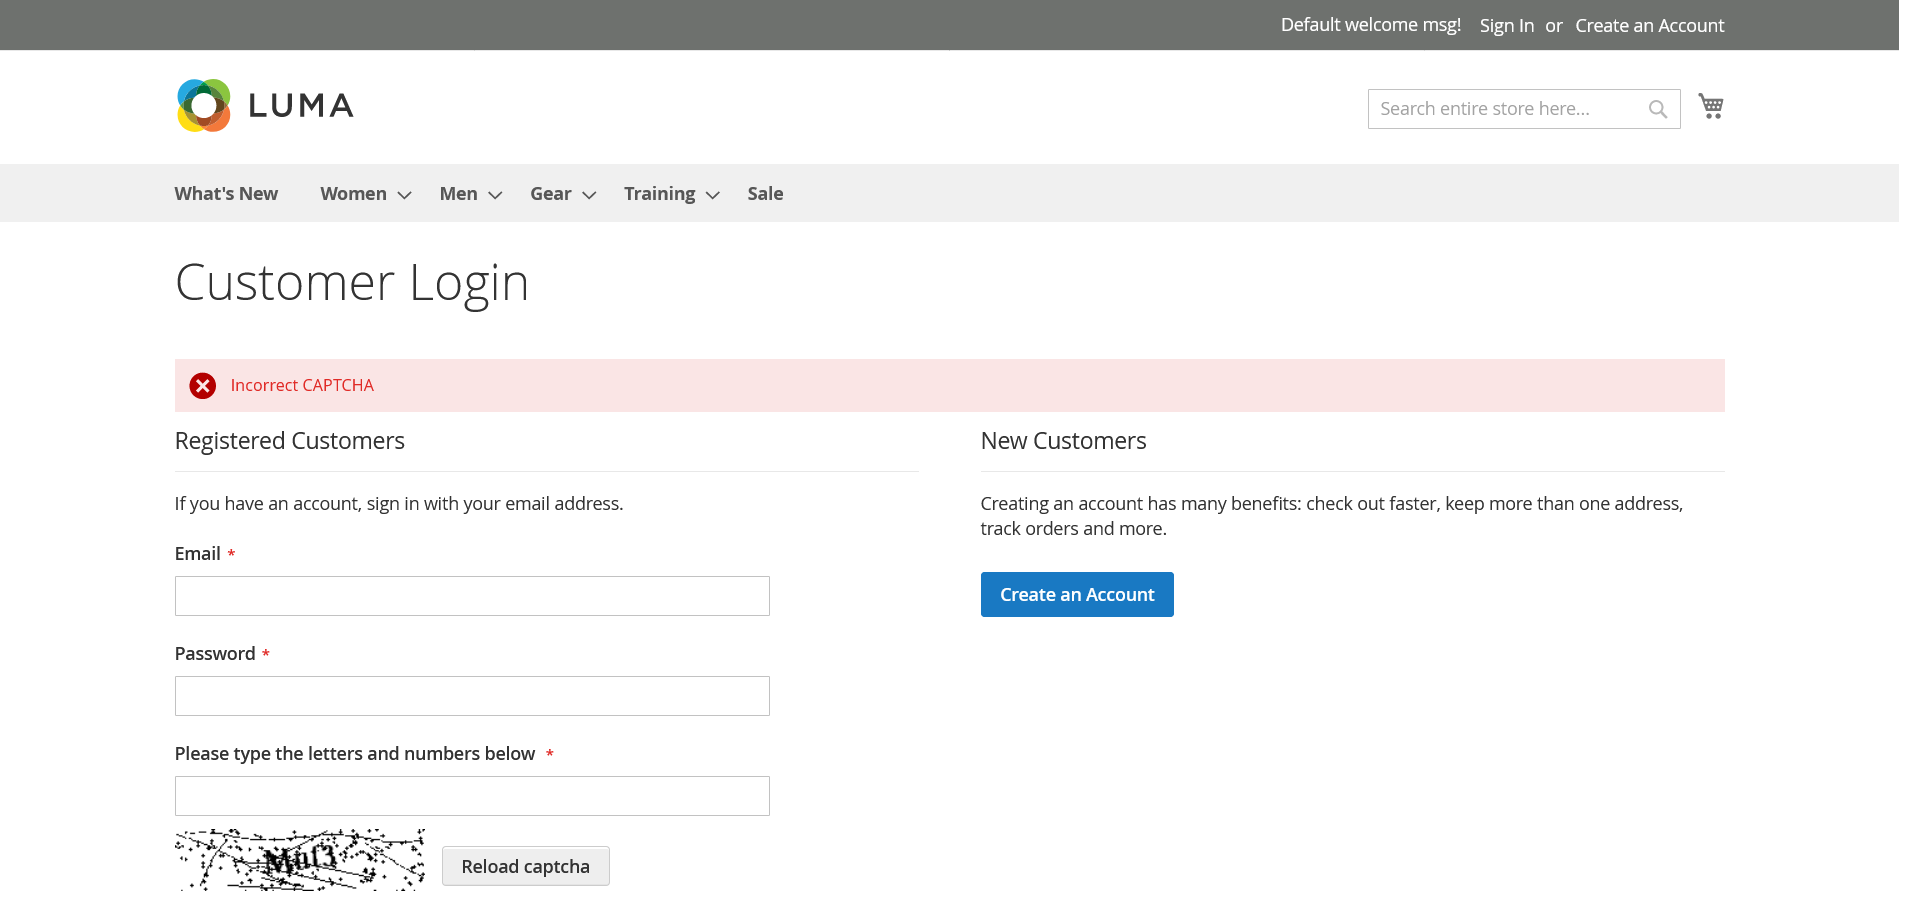 Default welcome msg! Sign In or Create an Account
LUMA
Search entire store here...
What's New Women Men Gear Training Sale
Customer Login
Incorrect CAPTCHA
Registered Customers
If you have an account, sign in with your email address.
Email *
Password *
Please type the letters and numbers below *
Reload captcha
New Customers
Creating an account has many benefits: check out faster, keep more than one address,
track orders and more.
Create an Account